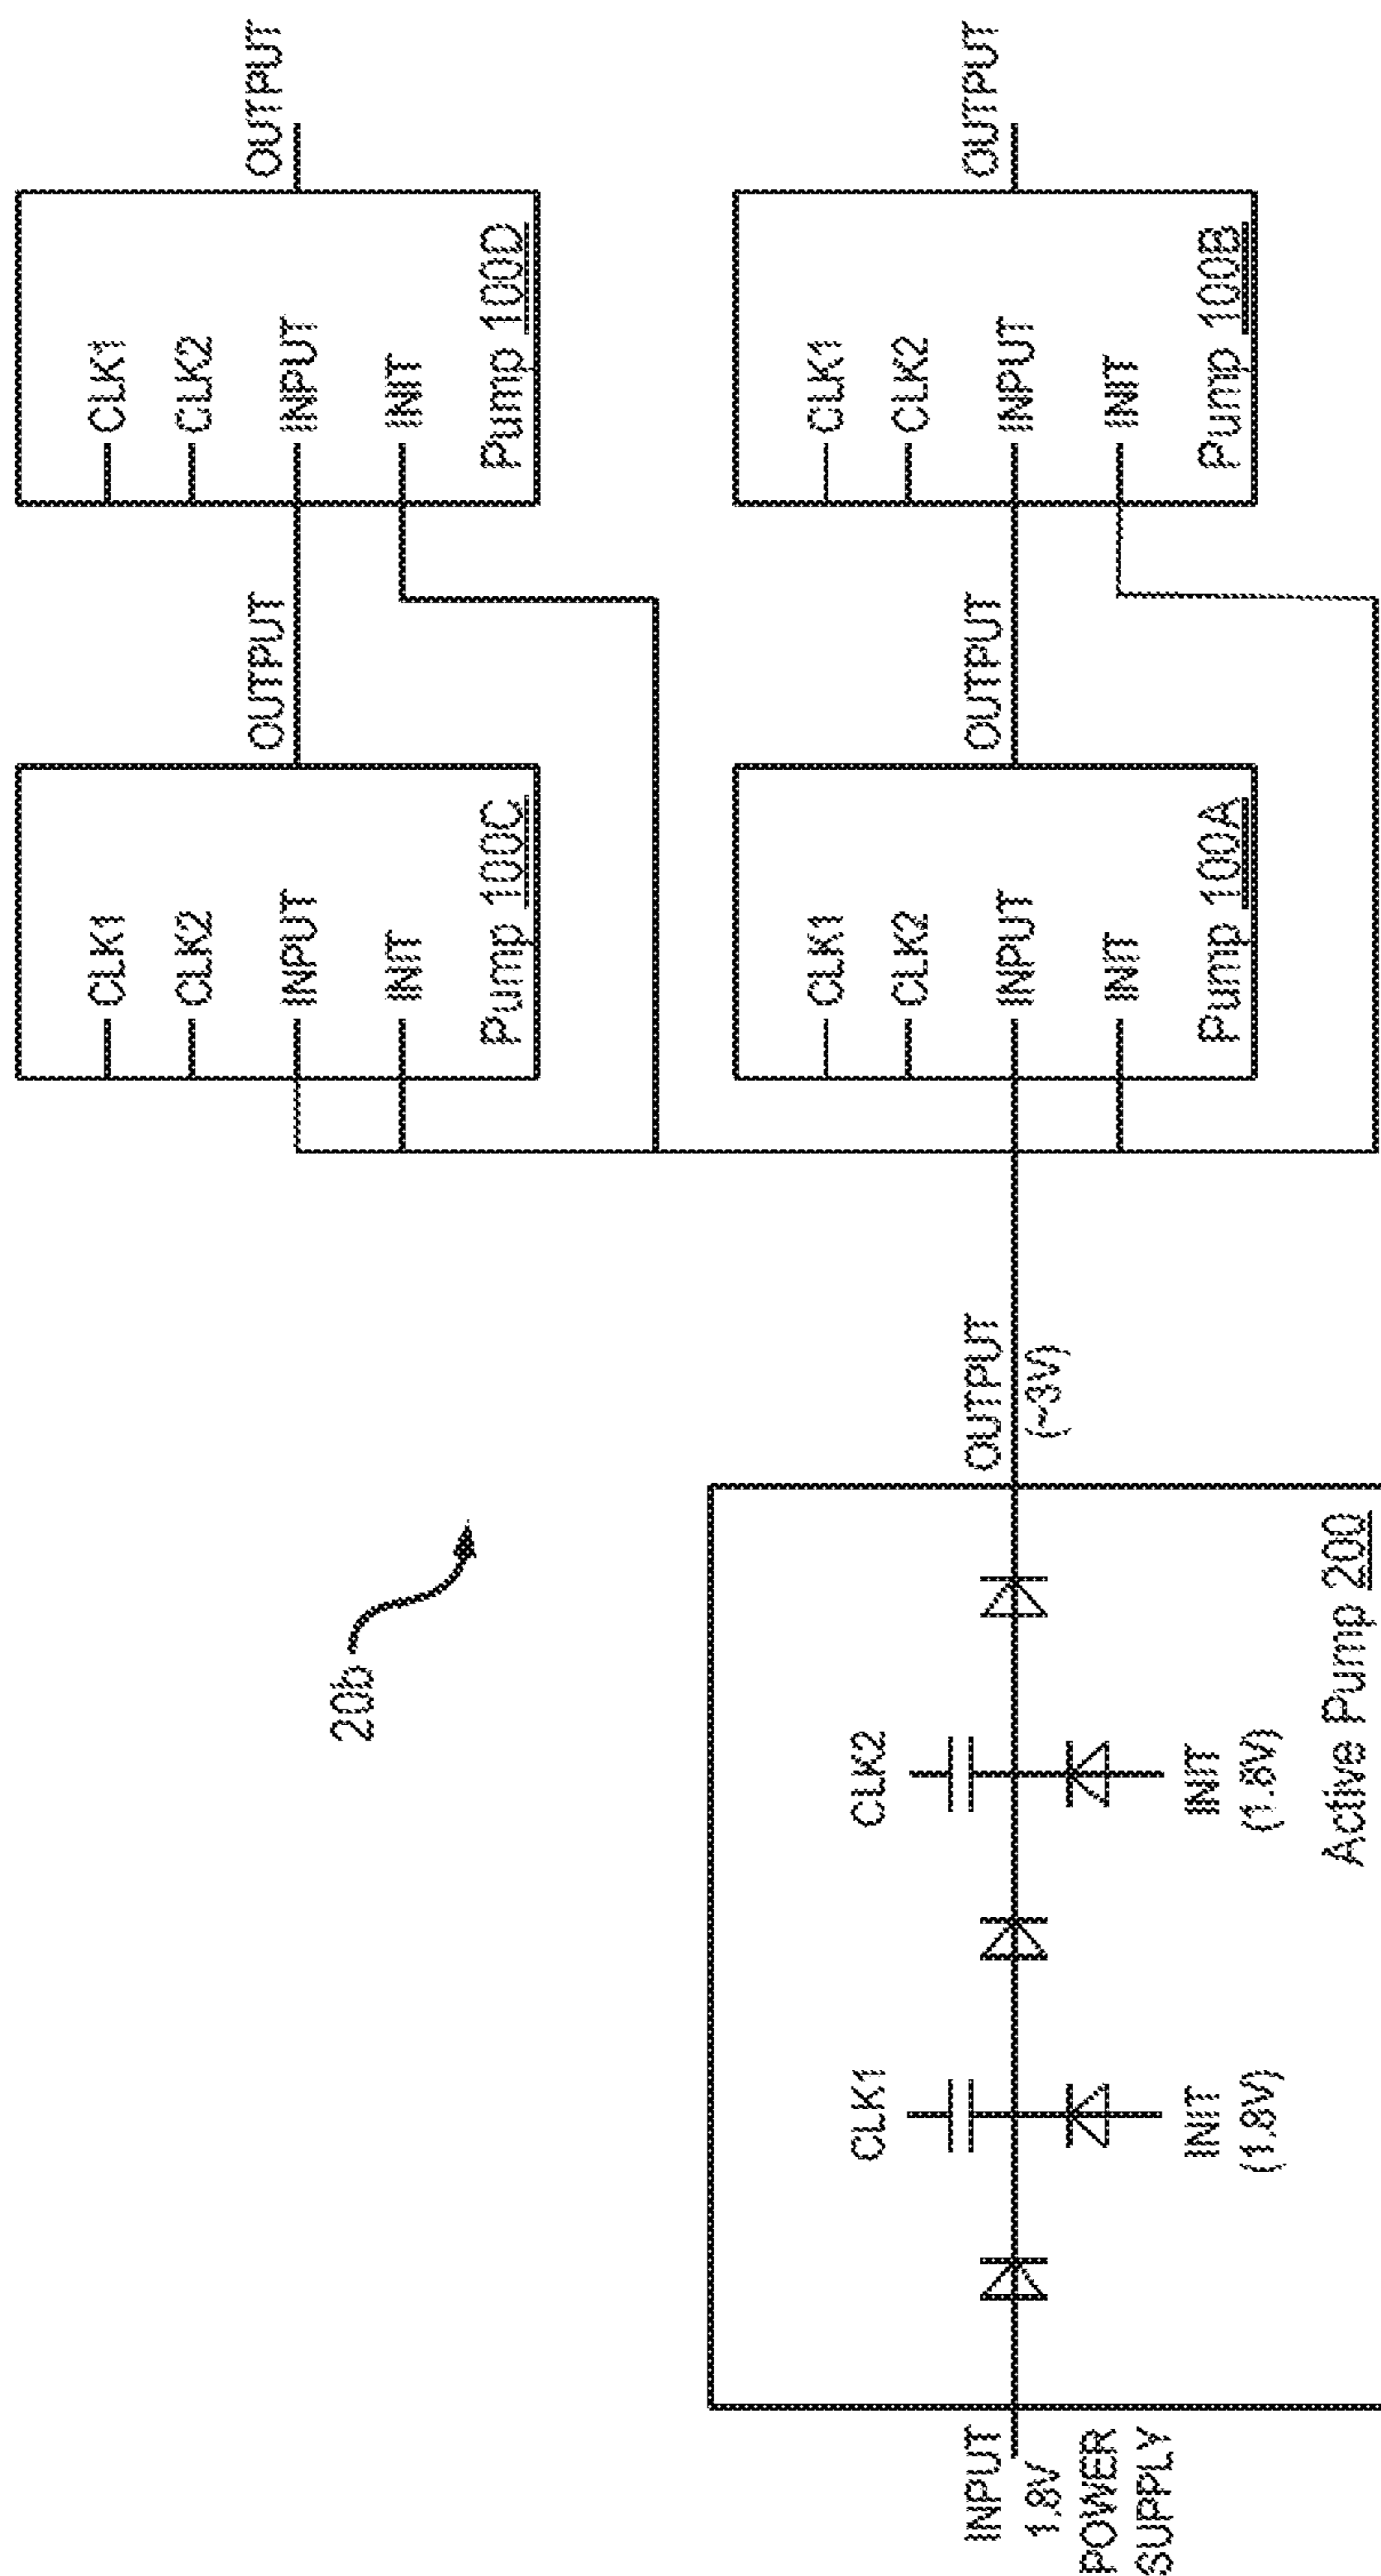 20b
INPUT
1.8V
POWER
SUPPLY
CLK1
INIT
(1.8V)
CLK2
INIT
(1.8V)
Active Pump 200
OUTPUT
(~3V)
CLK1
CLK2
INPUT
INIT
Pump 100C
OUTPUT
CLK1
CLK2
INPUT
INIT
Pump 100D
OUTPUT
CLK1
CLK2
INPUT
INIT
Pump 100A
OUTPUT
CLK1
CLK2
INPUT
INIT
Pump 100B
OUTPUT